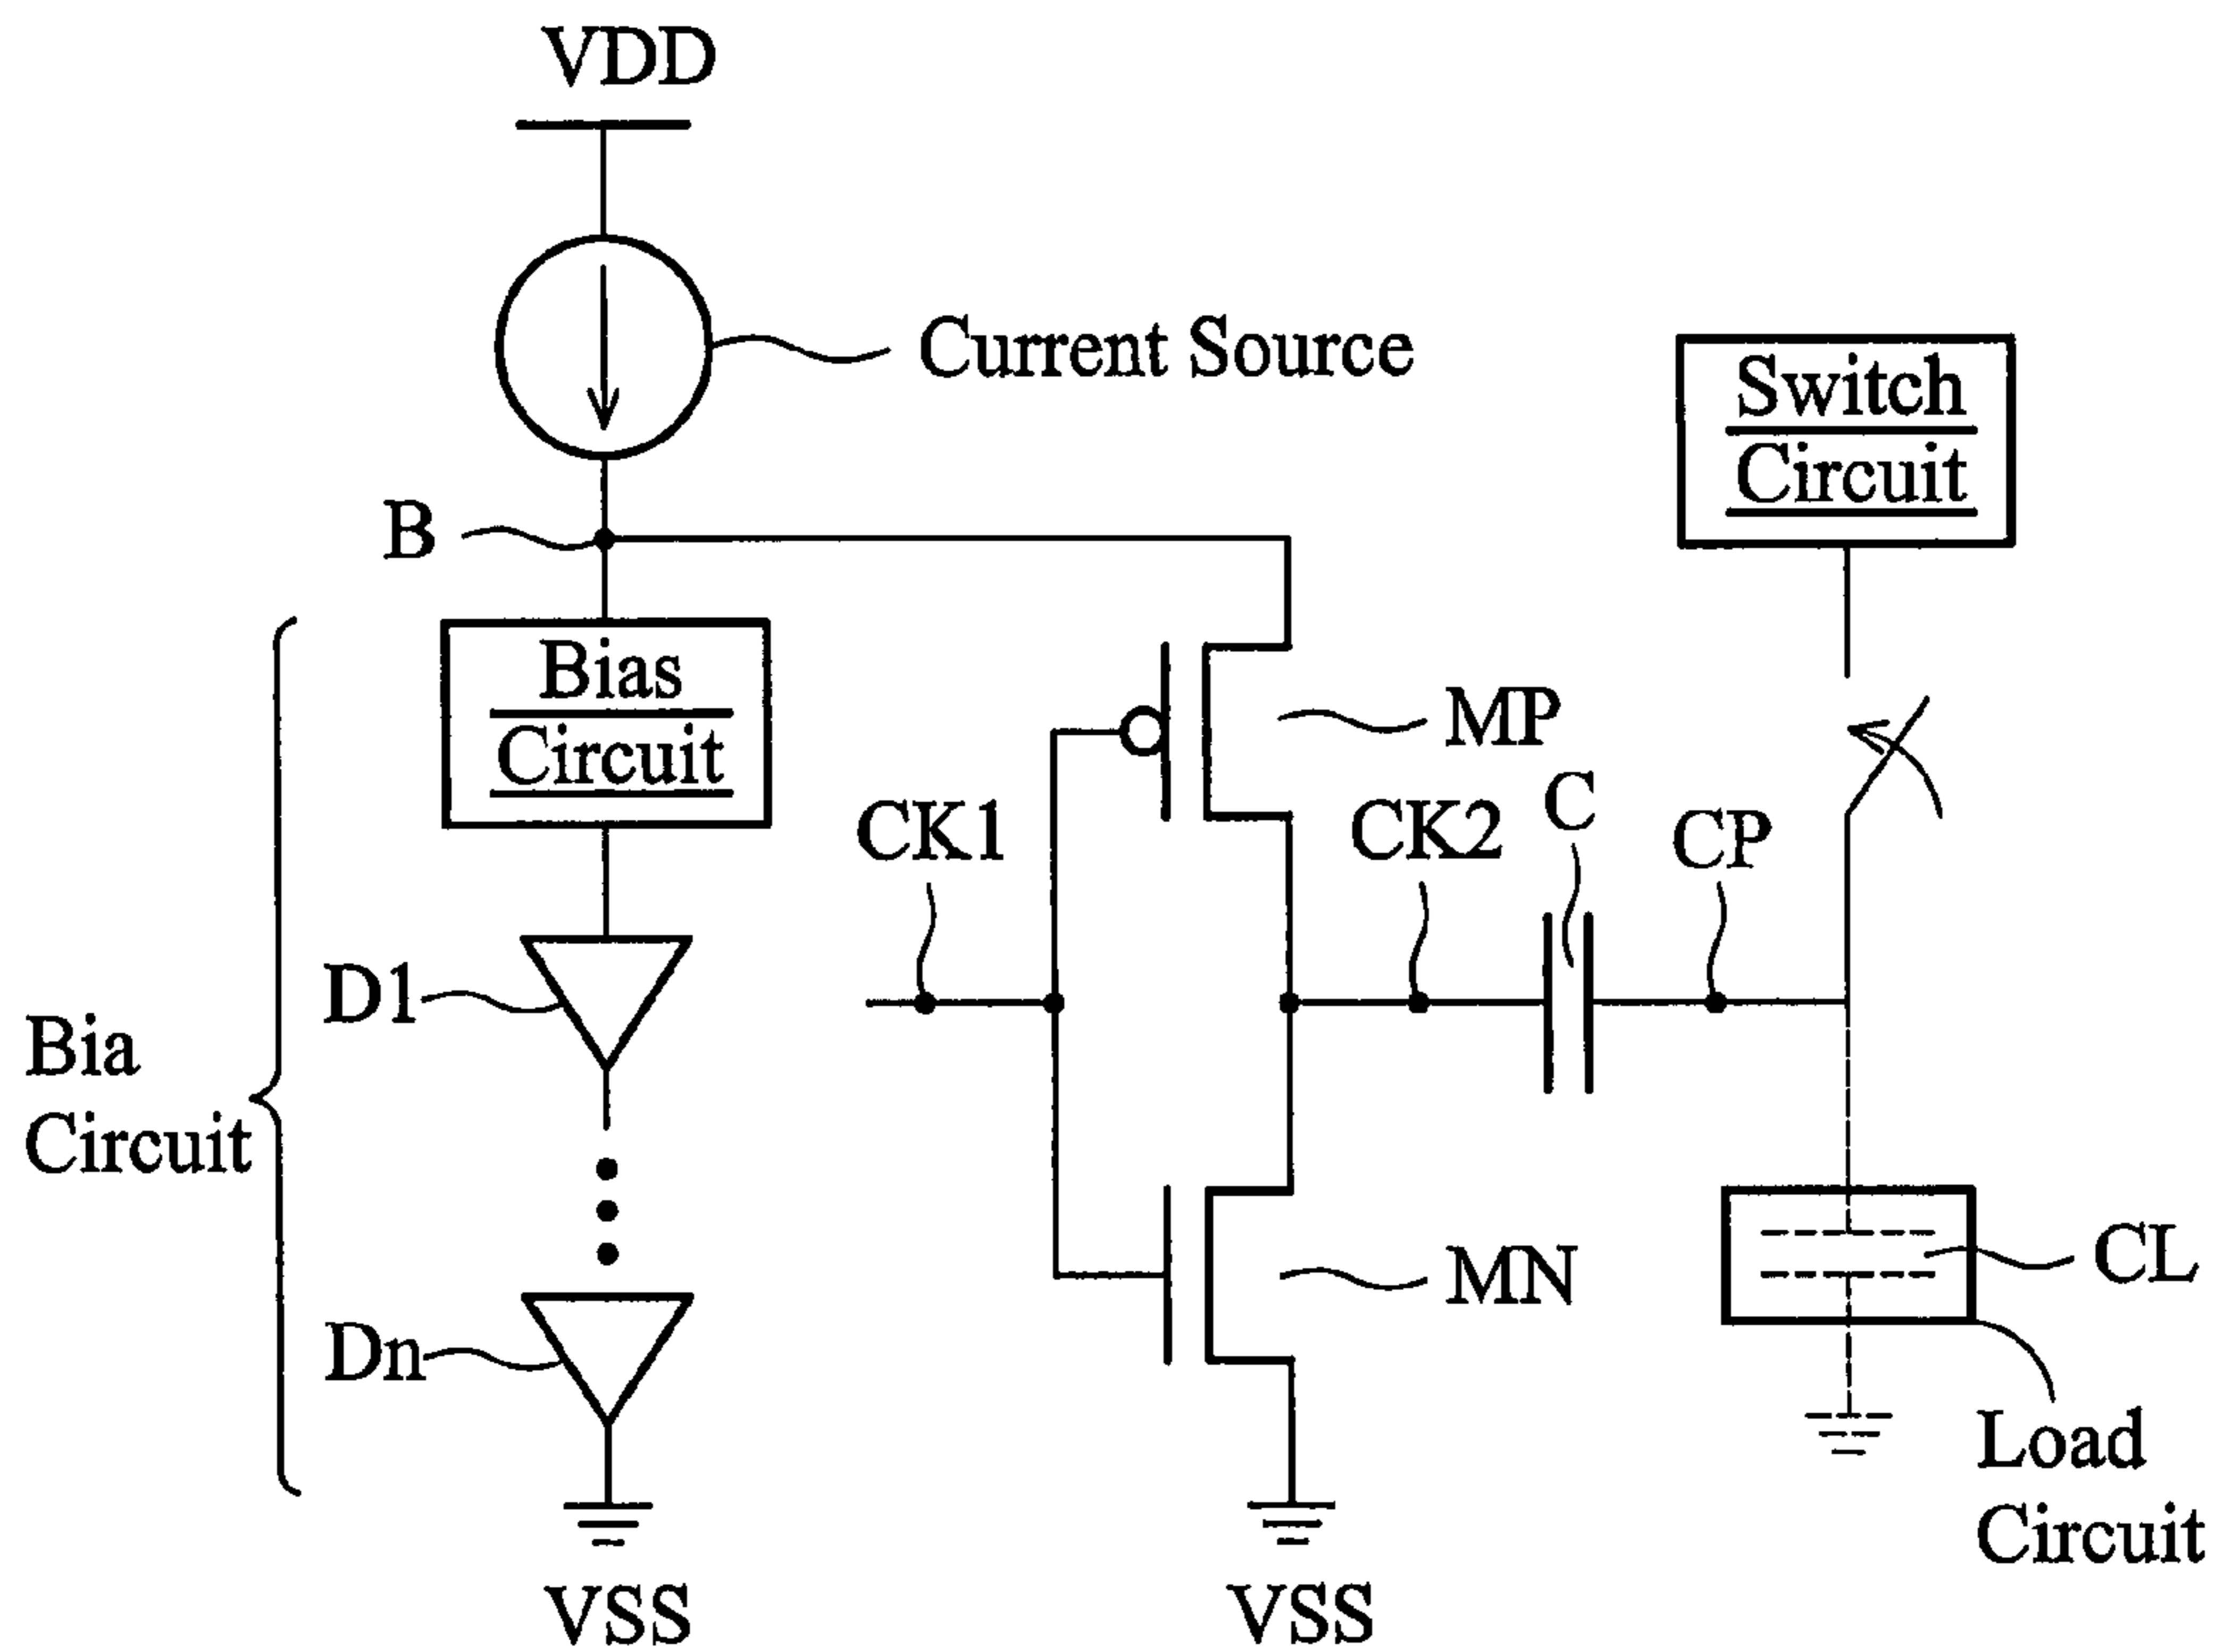 VDD
Current Source
Switch
Circuit
B
Bias
Circuit
MP
CK1
CK2
C
CP
D1
Bia
Circuit
MN
CL
Dn
Load
Circuit
VSS
VSS